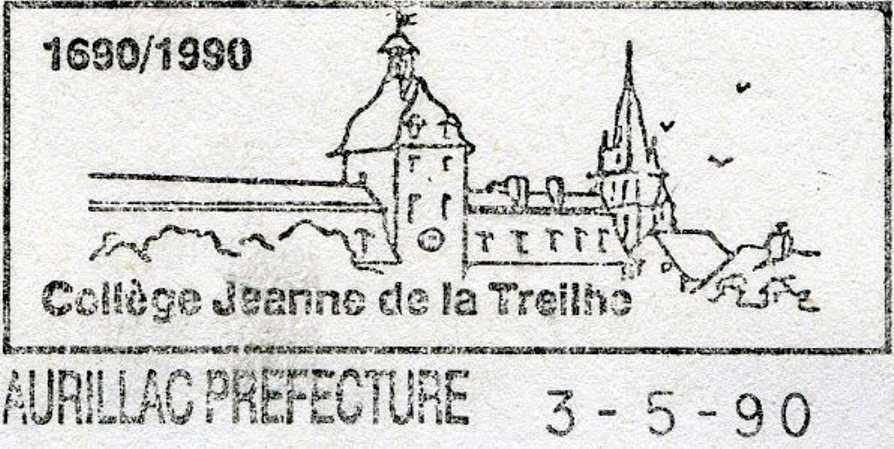 1690/1990
Collège Jeanne de la Treilhe
AURILLAC PREFECTURE 3 - 5 - 90